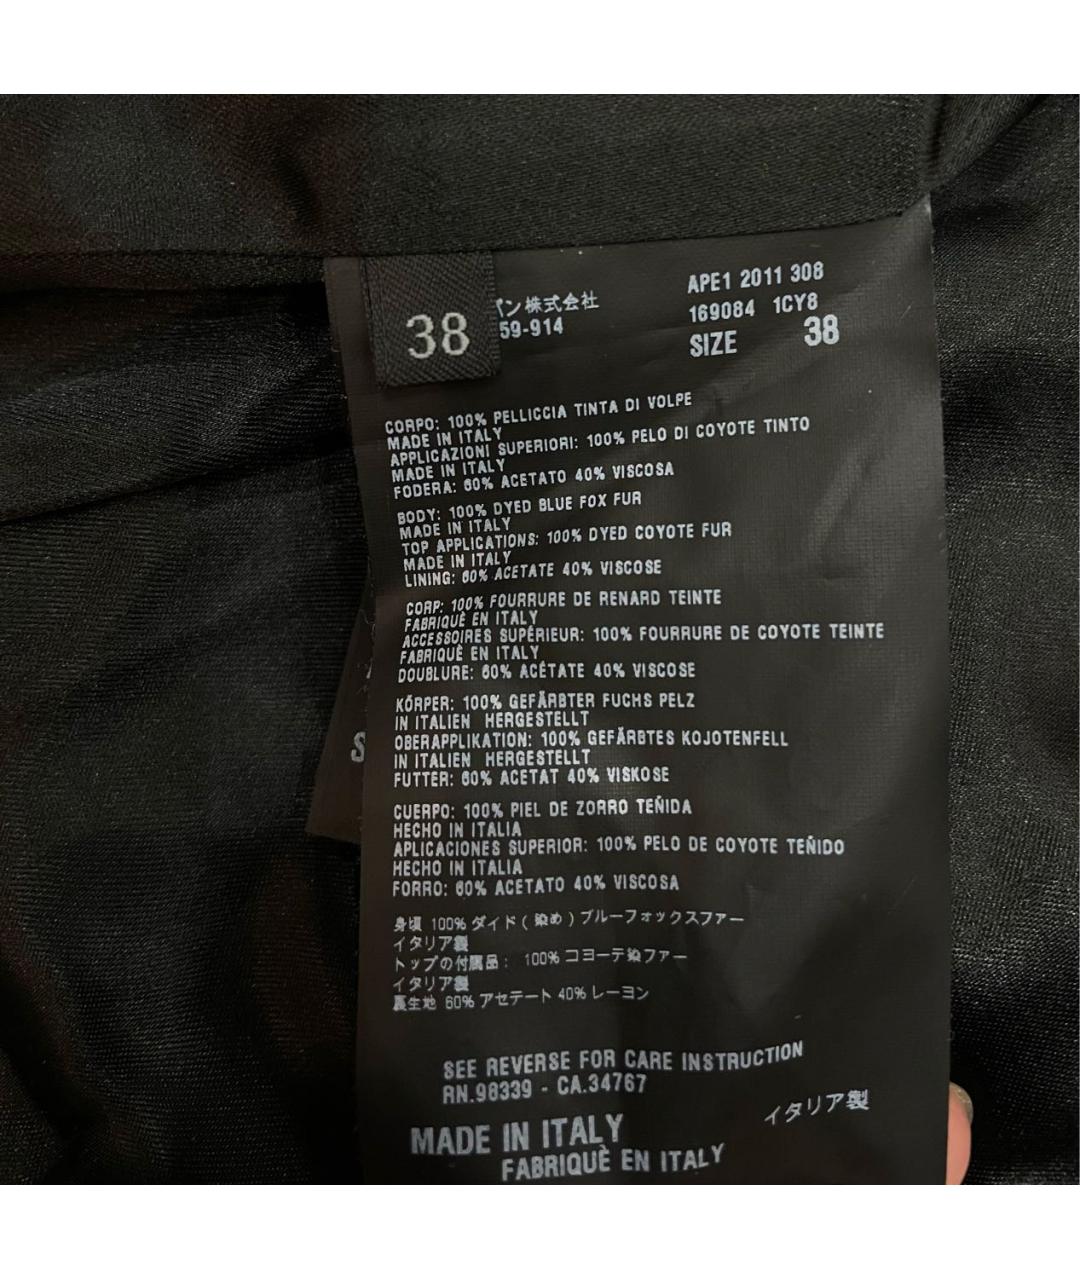 38
パン株式会社
59-914
APE1 2011 308
169084 1CY8
SIZE 38
CORPO: 100% PELLICCIA TINTA DI VOLPE
MADE IN ITALY
APPLICAZIONI SUPERIORI: 100% PELO DI COYOTE TINTO
MADE IN ITALY
FODERA: 60% ACETATO 40% VISCOSA
BODY: 100% DYED BLUE FOX FUR
MADE IN ITALY
TOP APPLICATIONS: 100% DYED COYOTE FUR
MADE IN ITALY
LINING: 60% ACETATE 40% VISCOSE
CORP: 100% FOURRURE DE RENARD TEINTE
FABRIQUÈ EN ITALY
ACCESSOIRES SUPÉRIEUR: 100% FOURRURE DE COYOTE TEINTE
FABRIQUÈ EN ITALY
DOUBLURE: 60% ACÉTATE 40% VISCOSE
KÖRPER: 100% GEFÄRBTER FUCHS PELZ
IN ITALIEN HERGESTELLT
OBERAPPLIKATION: 100% GEFÄRBTES KOJOTENFELL
IN ITALIEN HERGESTELLT
FUTTER: 60% ACETAT 40% VISKOSE
CUERPO: 100% PIEL DE ZORRO TEÑIDA
HECHO IN ITALIA
APLICACIONES SUPERIOR: 100% PELO DE COYOTE TEÑIDO
HECHO IN ITALIA
FORRO: 60% ACETATO 40% VISCOSA
身頃 100% ダイド(染め)ブルーフォックスファー
イタリア製
トップの付属品: 100% コヨーテ染ファー
イタリア製
裏生地 60% アセテート 40% レーヨン
SEE REVERSE FOR CARE INSTRUCTION
RN.98339 - CA.34767
イタリア製
MADE IN ITALY
FABRIQUÈ EN ITALY